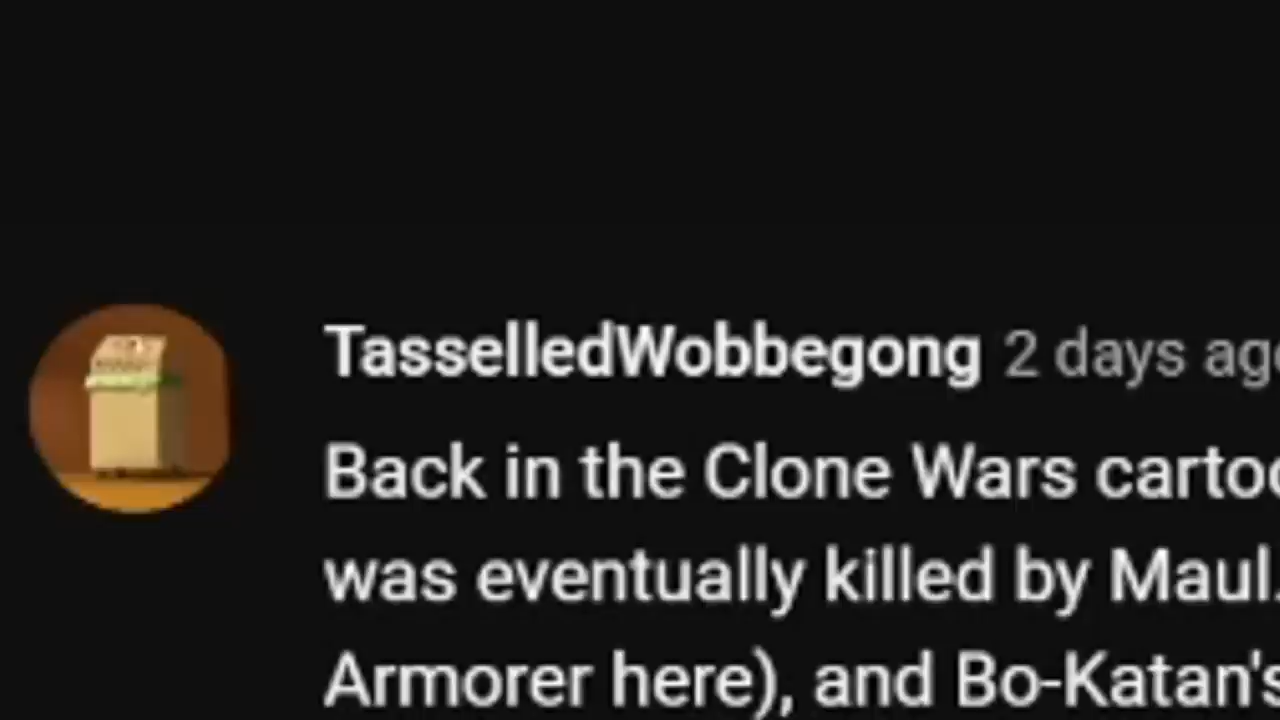 TasselledWobbegong 2 days ago
Back in the Clone Wars
was eventually killed by Maul.
Armorer here), and Bo-Katan's